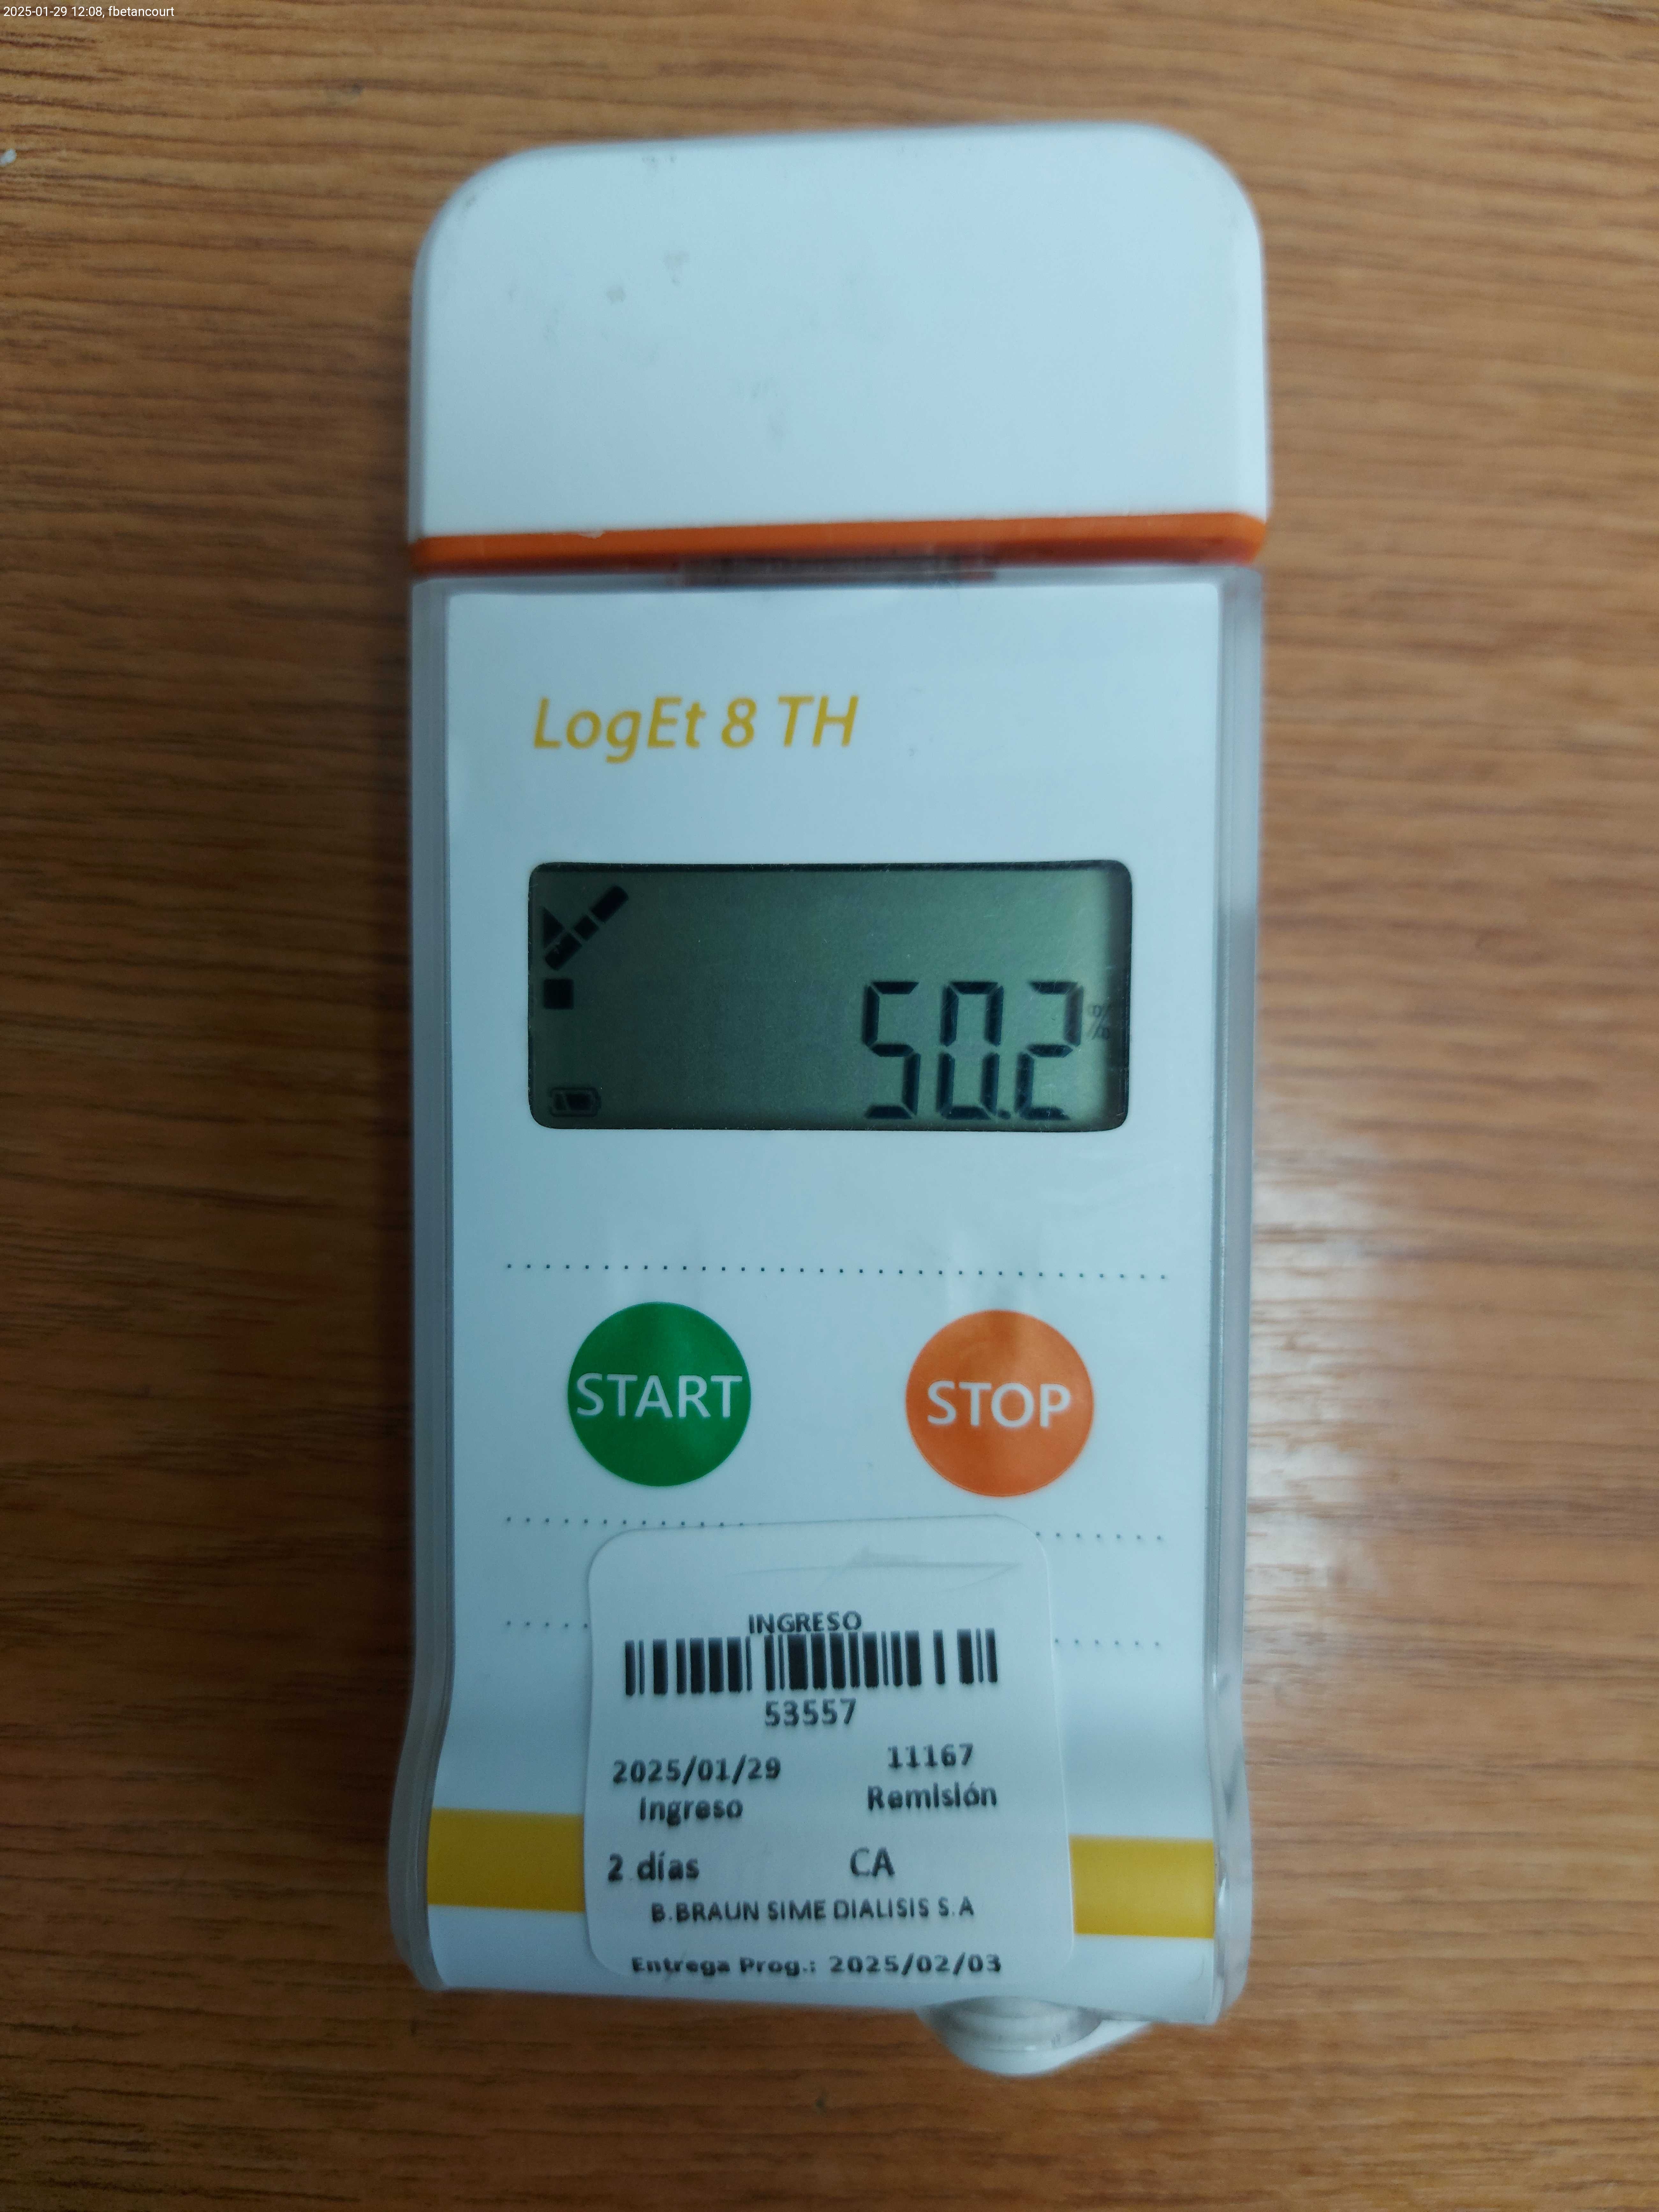 2025-01-29 12:08, fbetancourt
LogEt 8 TH
50.2 %
START STOP
INGRESO
53557
2025/01/29 11167
Ingreso Remisión
2 días CA
B.BRAUN SIME DIALISIS S.A
Entrega Prog.: 2025/02/03